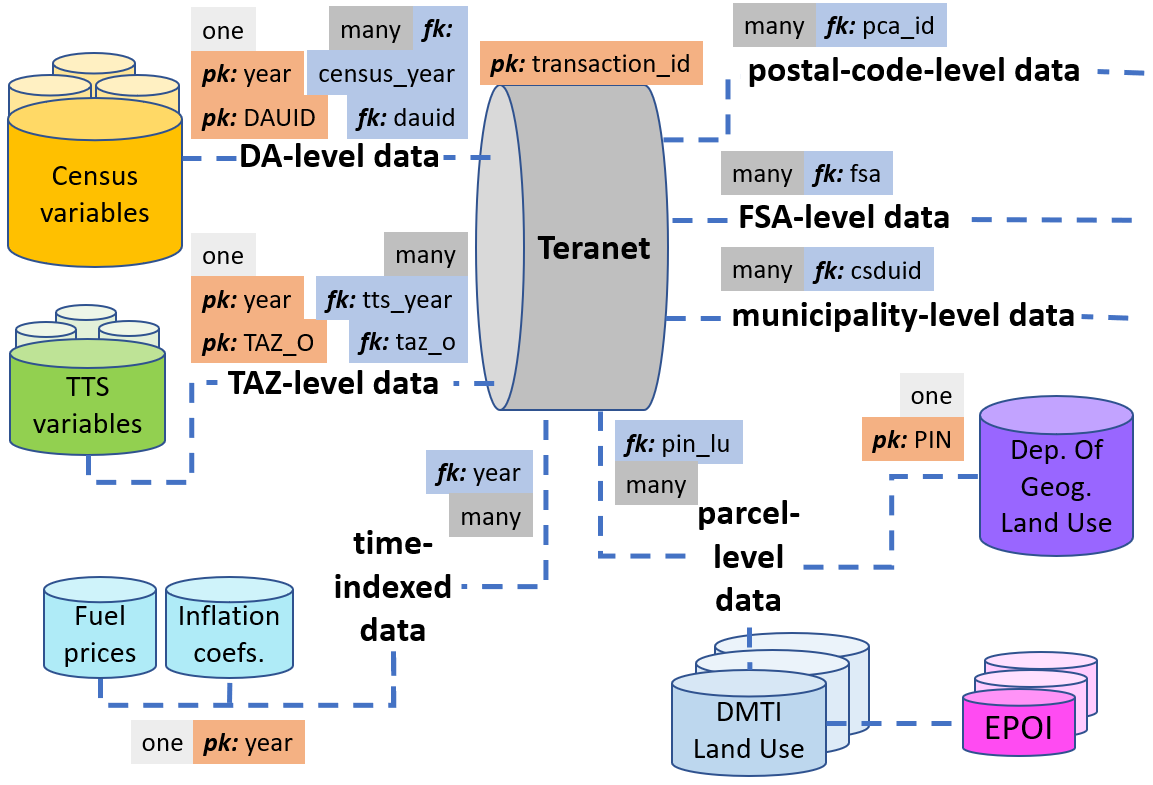 one
many fk:
pk: year
census_year
pk: DAUID
fk: dauid
DA-level data
Census
variables
pk: transaction_id
Teranet
many fk: pca_id
postal-code-level data
many fk: fsa
FSA-level data
many fk: csduid
municipality-level data
one
many
pk: year
fk: tts_year
pk: TAZ_O
fk: taz_o
TAZ-level data
TTS
variables
fk: year
many
time-
indexed
data
Fuel
prices
Inflation
coefs.
one pk: year
fk: pin_lu
many
parcel-
level
data
one
pk: PIN
Dep. Of
Geog.
Land Use
DMTI
Land Use
EPOI